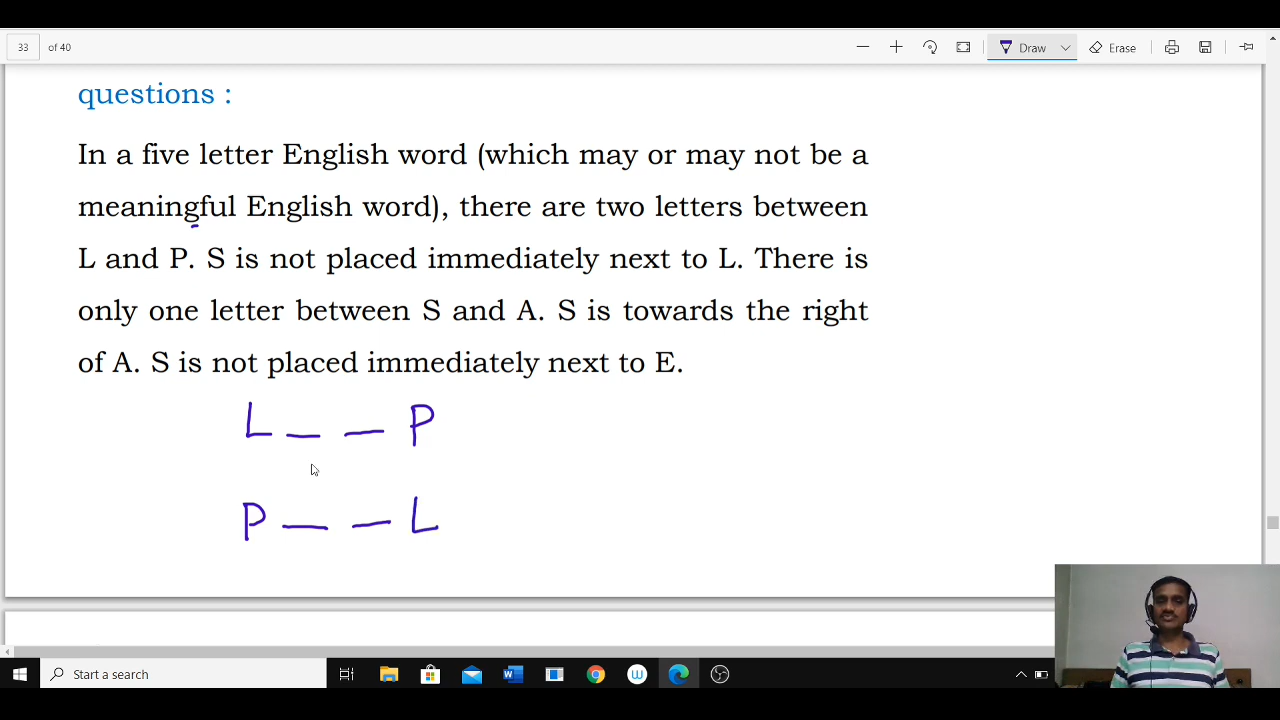 33 of 40
Draw
Erase
questions :
In a five letter English word (which may or may not be a
meaningful English word), there are two letters between
L and P. S is not placed immediately next to L. There is
only one letter between S and A. S is towards the right
of A. S is not placed immediately next to E.
L _ _ P
P _ _ L
Start a search